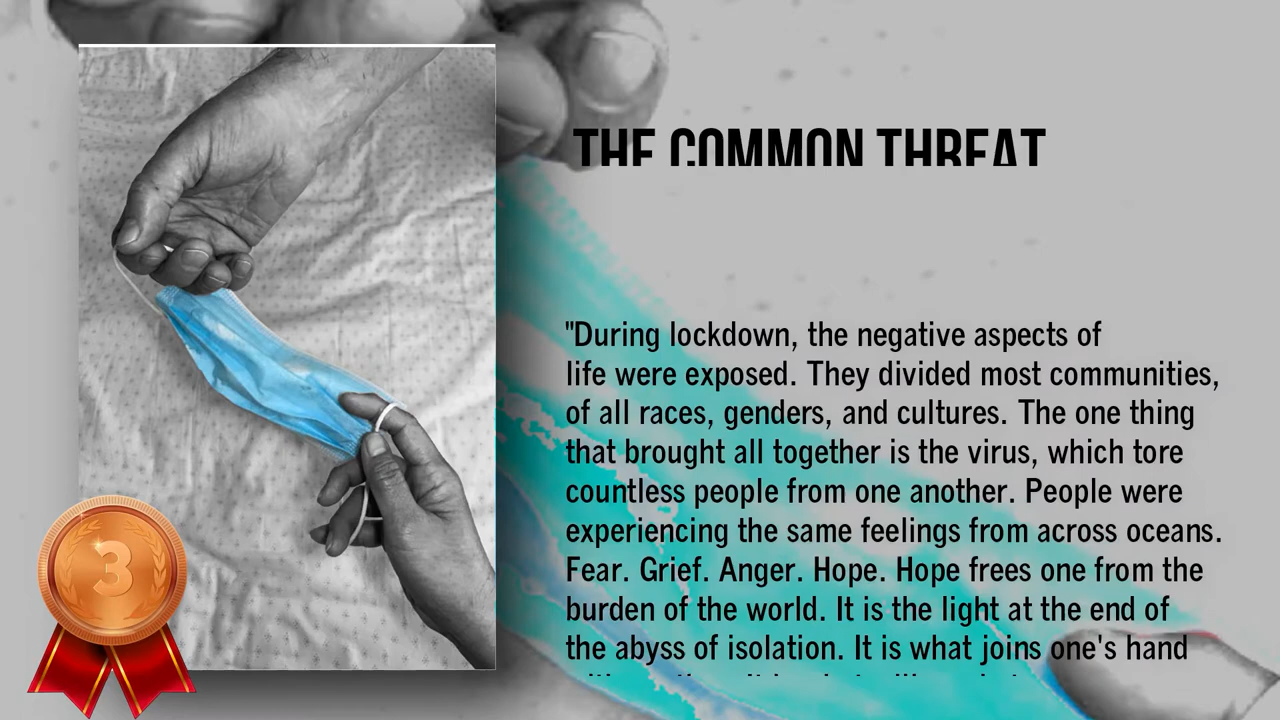 THE COMMON THREAT
"During lockdown, the negative aspects of
life were exposed. They divided most communities,
of all races, genders, and cultures. The one thing
that brought all together is the virus, which tore
countless people from one another. People were
experiencing the same feelings from across oceans.
Fear. Grief. Anger. Hope. Hope frees one from the
burden of the world. It is the light at the end of
the abyss of isolation. It is what joins one's hand
3